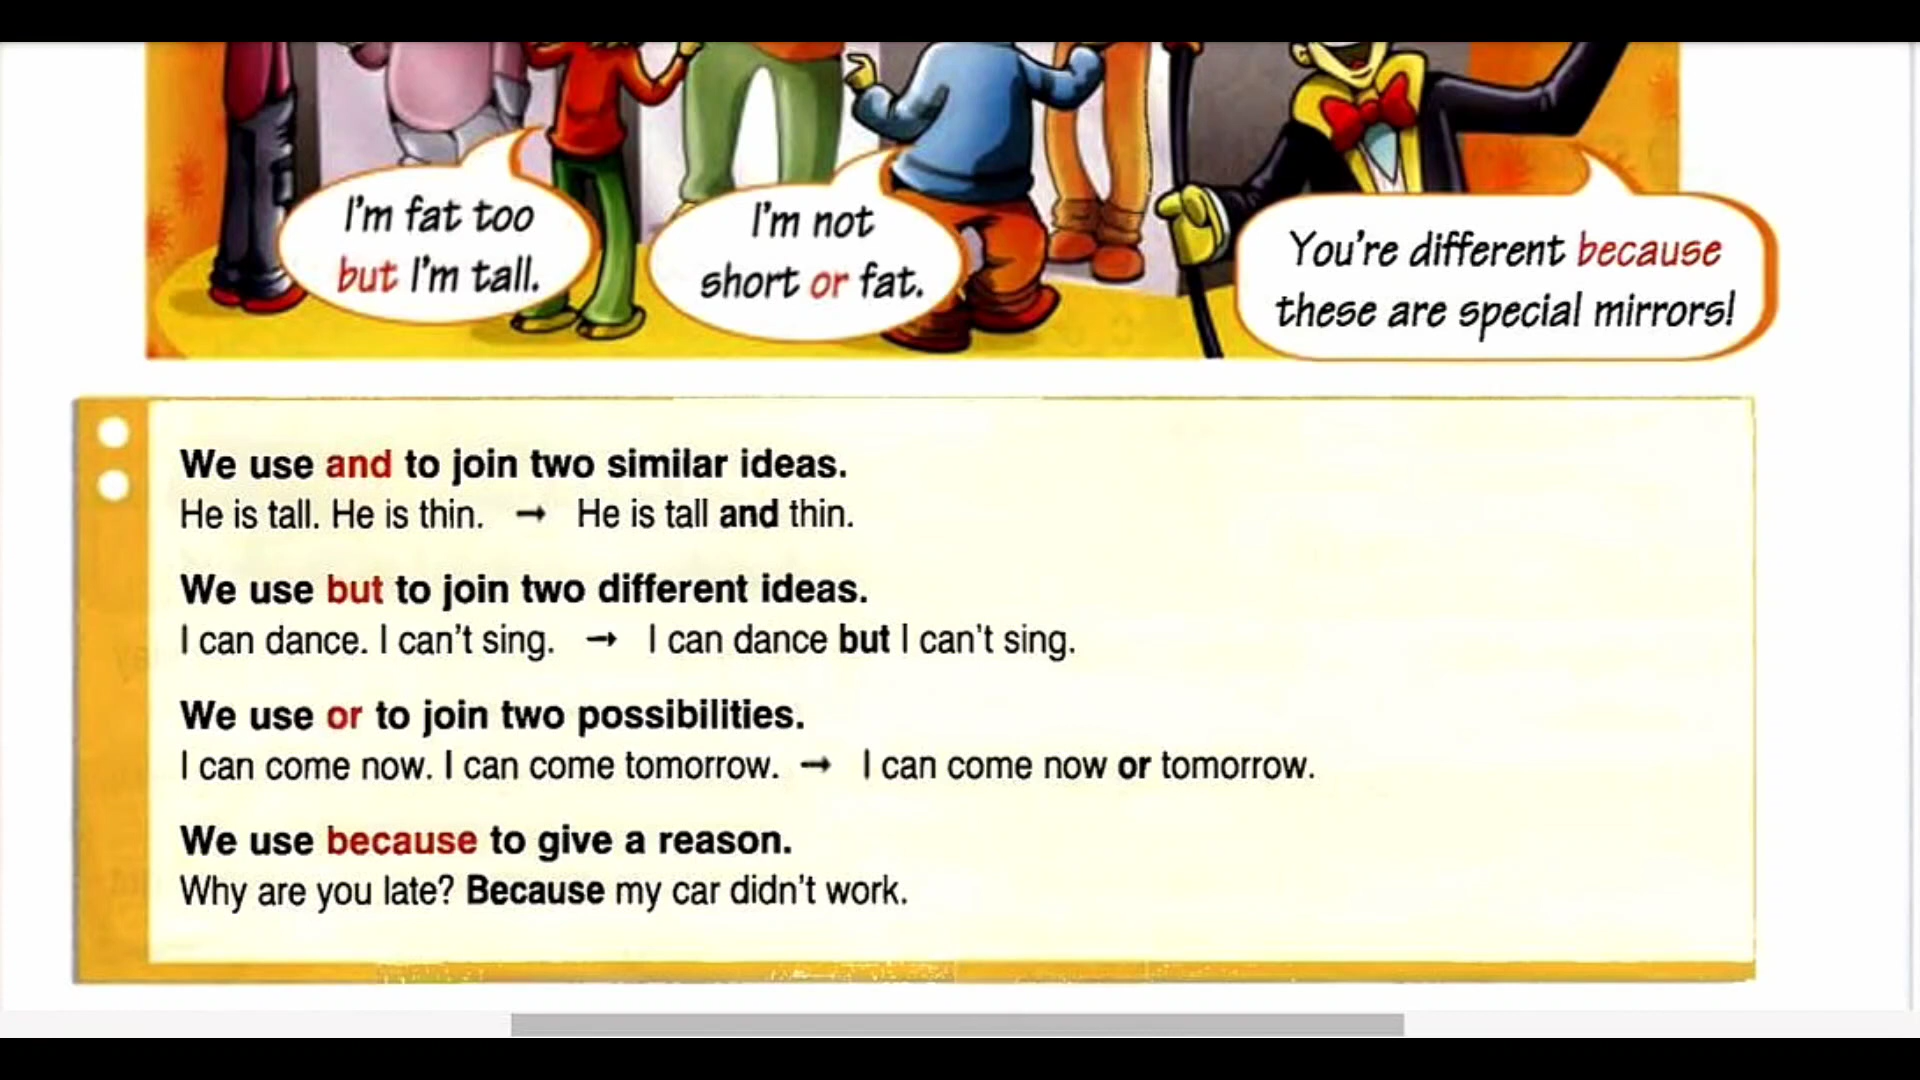 I'm fat too
but I'm tall.
I'm not
short or fat.
You're different because
these are special mirrors!
We use and to join two similar ideas.
He is tall. He is thin. → He is tall and thin.
We use but to join two different ideas.
I can dance. I can't sing. → I can dance but I can't sing.
We use or to join two possibilities.
I can come now. I can come tomorrow. → I can come now or tomorrow.
We use because to give a reason.
Why are you late? Because my car didn't work.